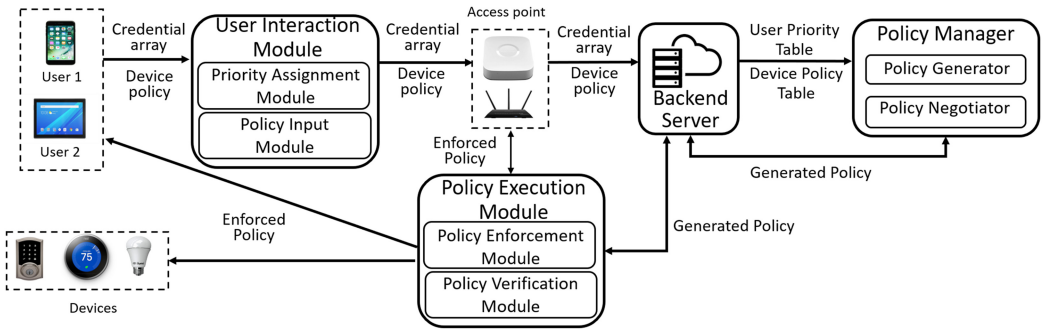 User 1
User 2
Credential
array
Device
policy
User Interaction
Module
Priority Assignment
Module
Policy Input
Module
Credential
array
Device
policy
Access point
Credential
array
Device
policy
Backend
Server
User Priority
Table
Device Policy
Table
Policy Manager
Policy Generator
Policy Negotiator
Generated Policy
Enforced
Policy
Generated Policy
Policy Execution
Module
Policy Enforcement
Module
Policy Verification
Module
Enforced
Policy
75
Devices